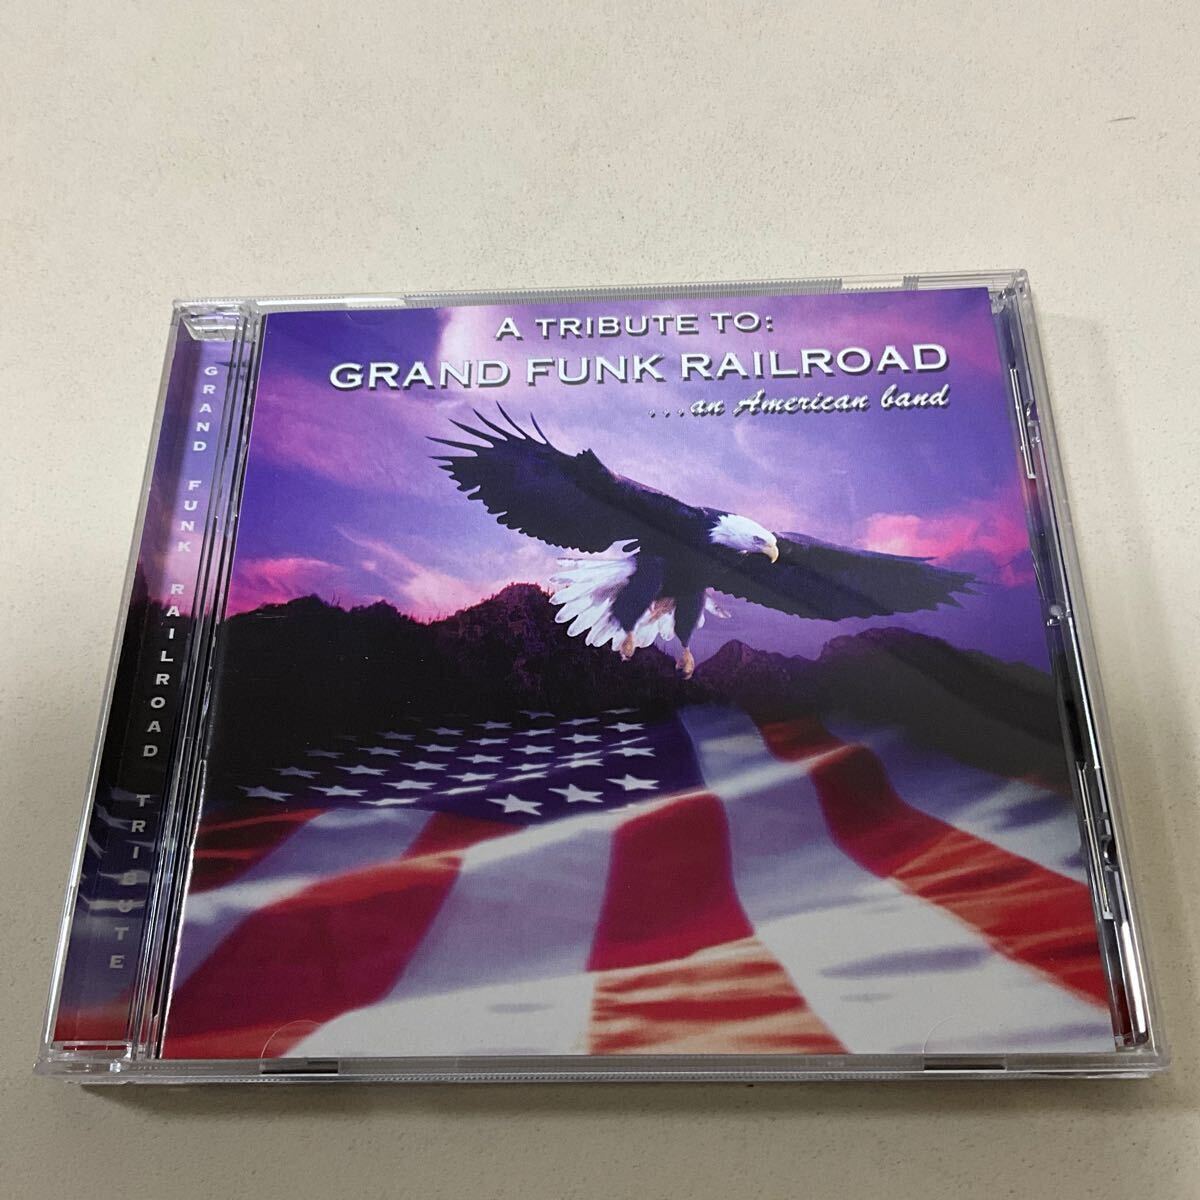 A TRIBUTE TO:
GRAND FUNK RAILROAD
...an American band
GRAND FUNK RAILROAD TRIBUTE